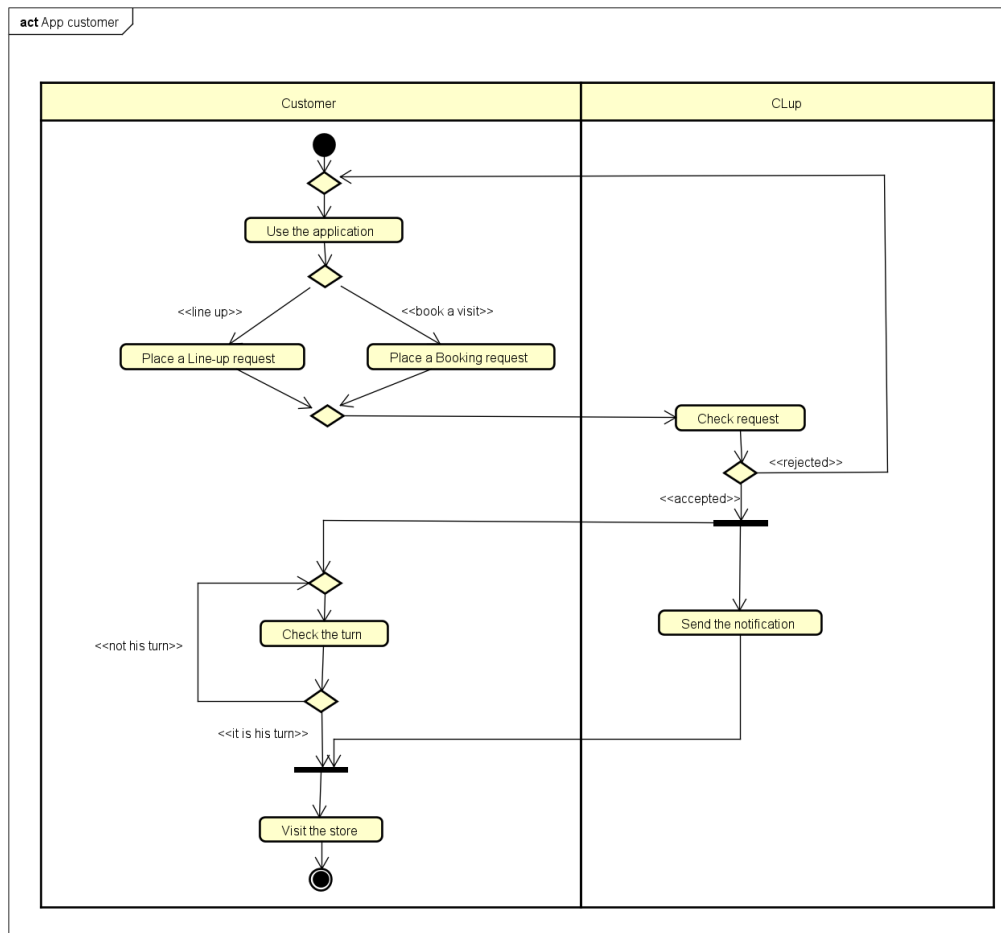 act App customer
Customer
CLup
Use the application
<<line up>>
<<book a visit>>
Place a Line-up request
Place a Booking request
Check request
<<rejected>>
<<accepted>>
Send the notification
Check the turn
<<not his turn>>
<<it is his turn>>
Visit the store